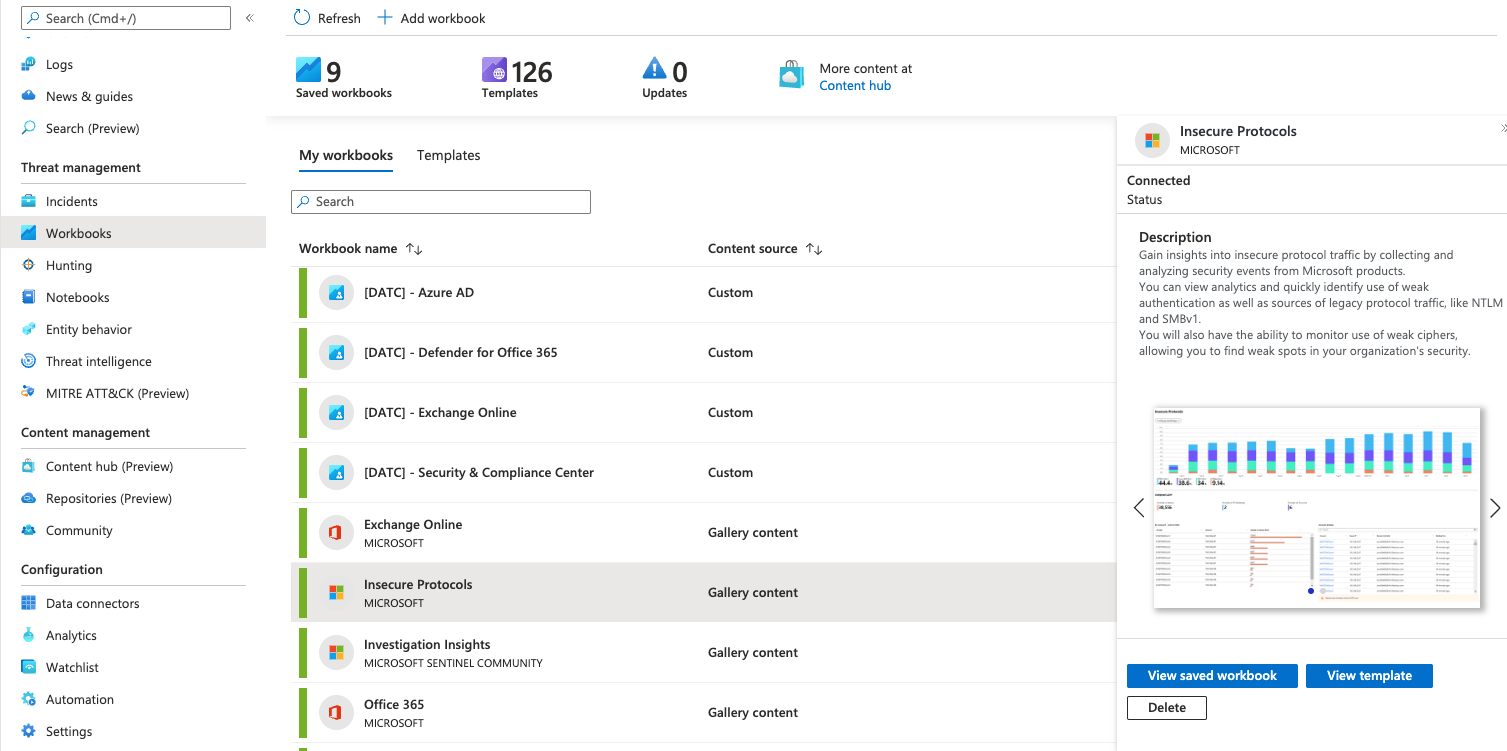 Search (Cmd+/)
«
Logs
News & guides
Search (Preview)
Threat management
Incidents
Workbooks
Hunting
Notebooks
Entity behavior
Threat intelligence
MITRE ATT&CK (Preview)
Content management
Content hub (Preview)
Repositories (Preview)
Community
Configuration
Data connectors
Analytics
Watchlist
Automation
Settings
Refresh
Add workbook
9
Saved workbooks
126
Templates
0
Updates
More content at
Content hub
My workbooks
Templates
Search
Workbook name
Content source
[DATC] - Azure AD
Custom
[DATC] - Defender for Office 365
Custom
[DATC] - Exchange Online
Custom
[DATC] - Security & Compliance Center
Custom
Exchange Online
MICROSOFT
Gallery content
Insecure Protocols
MICROSOFT
Gallery content
Investigation Insights
MICROSOFT SENTINEL COMMUNITY
Gallery content
Office 365
MICROSOFT
Gallery content
Insecure Protocols
MICROSOFT
Connected
Status
Description
Gain insights into insecure protocol traffic by collecting and
analyzing security events from Microsoft products.
You can view analytics and quickly identify use of weak
authentication as well as sources of legacy protocol traffic, like NTLM
and SMBv1.
You will also have the ability to monitor use of weak ciphers,
allowing you to find weak spots in your organization's security.
Insecure Protocols
View saved workbook
View template
Delete